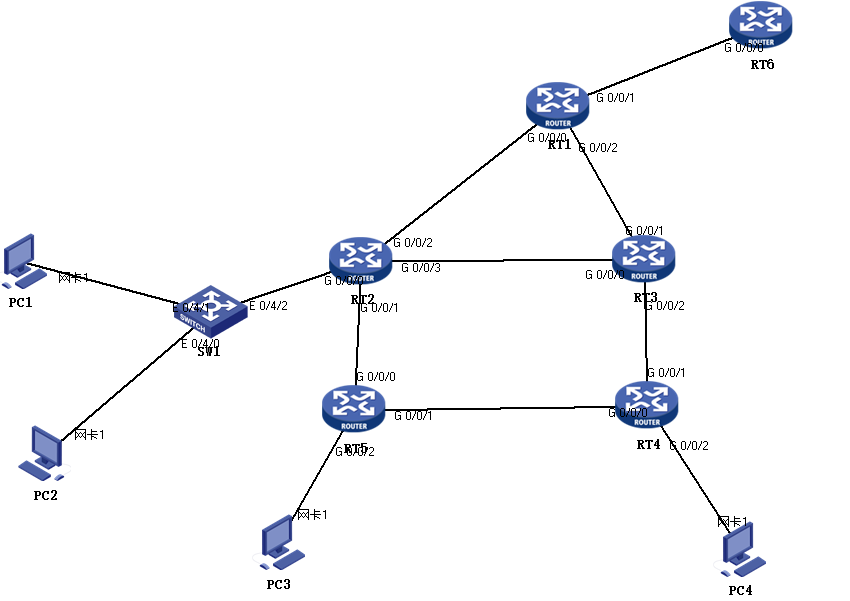 G 0/0/0
ROUTER
RT6
G 0/0/1
ROUTER
G 0/0/0
RT1
G 0/0/2
G 0/0/1
G 0/0/2
G 0/0/3
ROUTER
G 0/0/0
RT2
G 0/0/0
ROUTER
RT3
网卡1
PC1
E 0/4/1
E 0/4/2
SWITCH
E 0/4/0
SW1
G 0/0/1
G 0/0/2
G 0/0/0
G 0/0/1
G 0/0/1
G 0/0/0
ROUTER
ROUTER
网卡1
RT5
G 0/0/2
RT4
G 0/0/2
PC2
网卡1
网卡1
PC3
PC4